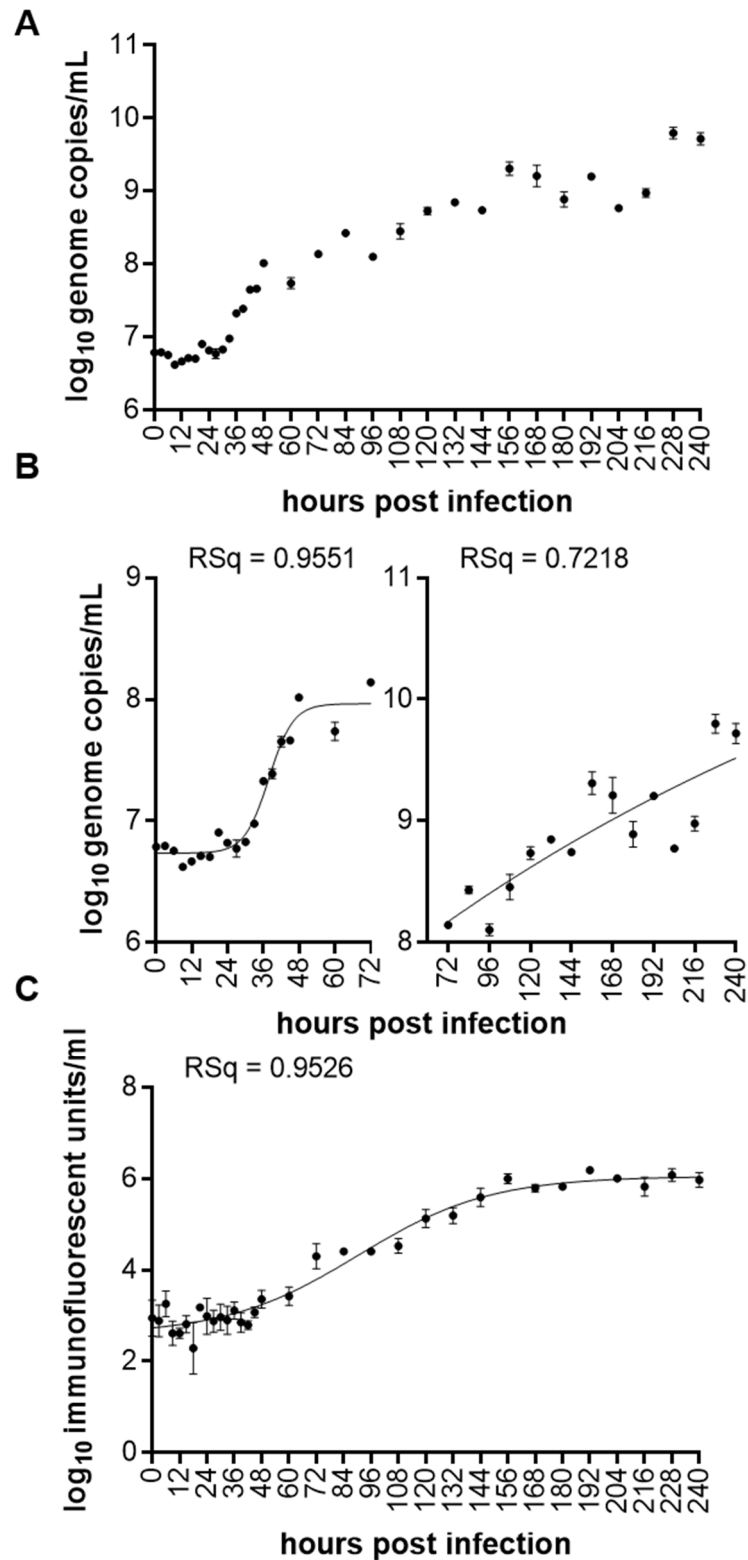 A
log10 genome copies/mL
11
10
9
8
7
6
0 12 24 36 48 60 72 84 96 108 120 132 144 156 168 180 192 204 216 228 240
hours post infection
B
RSq = 0.9551 RSq = 0.7218
log10 genome copies/mL
9
8
7
6
0 12 24 36 48 60 72
11
10
9
8
72 96 120 144 168 192 216 240
hours post infection
C
RSq = 0.9526
log10 immunofluorescent units/ml
8
6
4
2
0
0 12 24 36 48 60 72 84 96 108 120 132 144 156 168 180 192 204 216 228 240
hours post infection